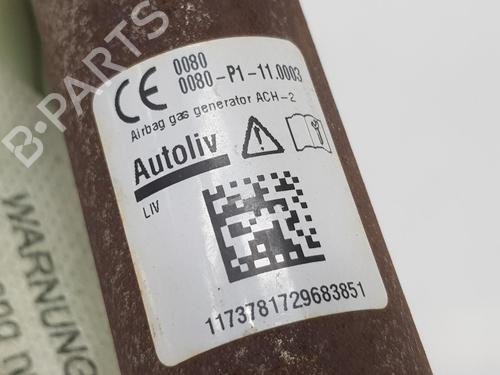 B-Parts
CE 0080
0080-P1-11.0003
Airbag gas generator ACH-2
Autoliv
LIV
1173781729683851
WARNUNG